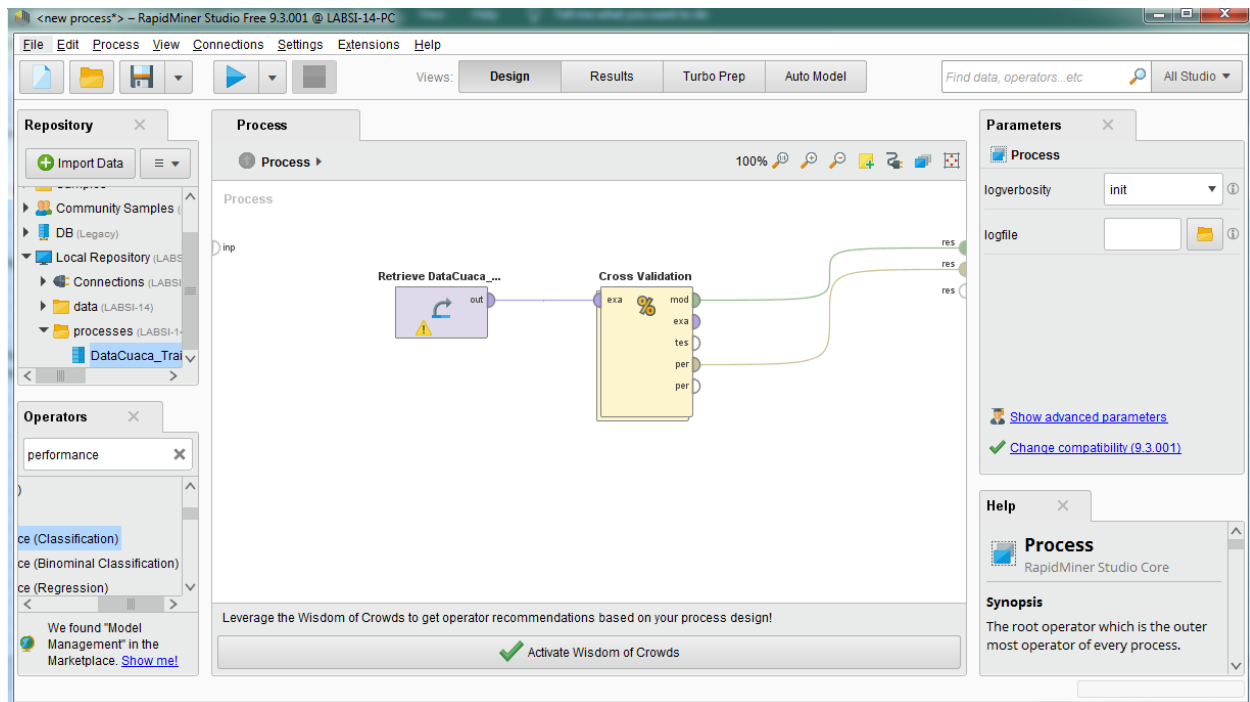 <new process*> – RapidMiner Studio Free 9.3.001 @ LABSI-14-PC
File Edit Process View Connections Settings Extensions Help
Views: Design Results Turbo Prep Auto Model
Find data, operators...etc
All Studio
Repository
Import Data
Samples
Community Samples (
DB (Legacy)
Local Repository (LABS
Connections (LABSI
data (LABSI-14)
processes (LABSI-1
DataCuaca_Trai
Operators
performance
)
ce (Classification)
ce (Binominal Classification)
ce (Regression)
We found "Model
Management" in the
Marketplace. Show me!
Process
Process
100%
Process
inp
Retrieve DataCuaca_...
out
Cross Validation
exa
%
mod
exa
tes
per
per
res
res
res
Leverage the Wisdom of Crowds to get operator recommendations based on your process design!
Activate Wisdom of Crowds
Parameters
Process
logverbosity
init
logfile
Show advanced parameters
Change compatibility (9.3.001)
Help
Process
RapidMiner Studio Core
Synopsis
The root operator which is the outer
most operator of every process.